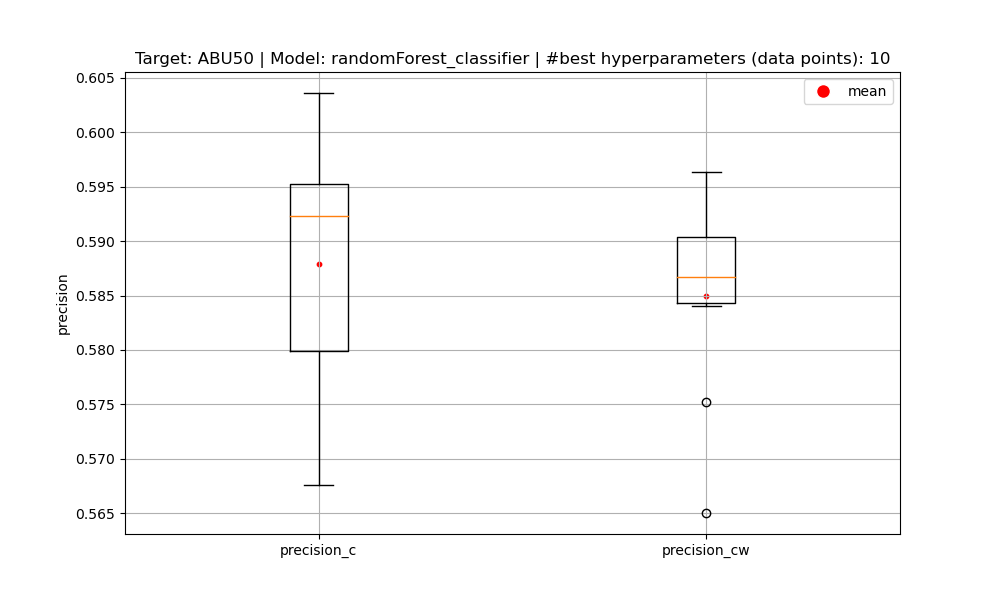 Target: ABU50 | Model: randomForest_classifier | #best hyperparameters (data points): 10
mean
0.605
0.600
0.595
0.590
0.585
0.580
0.575
0.570
0.565
precision
precision_c
precision_cw